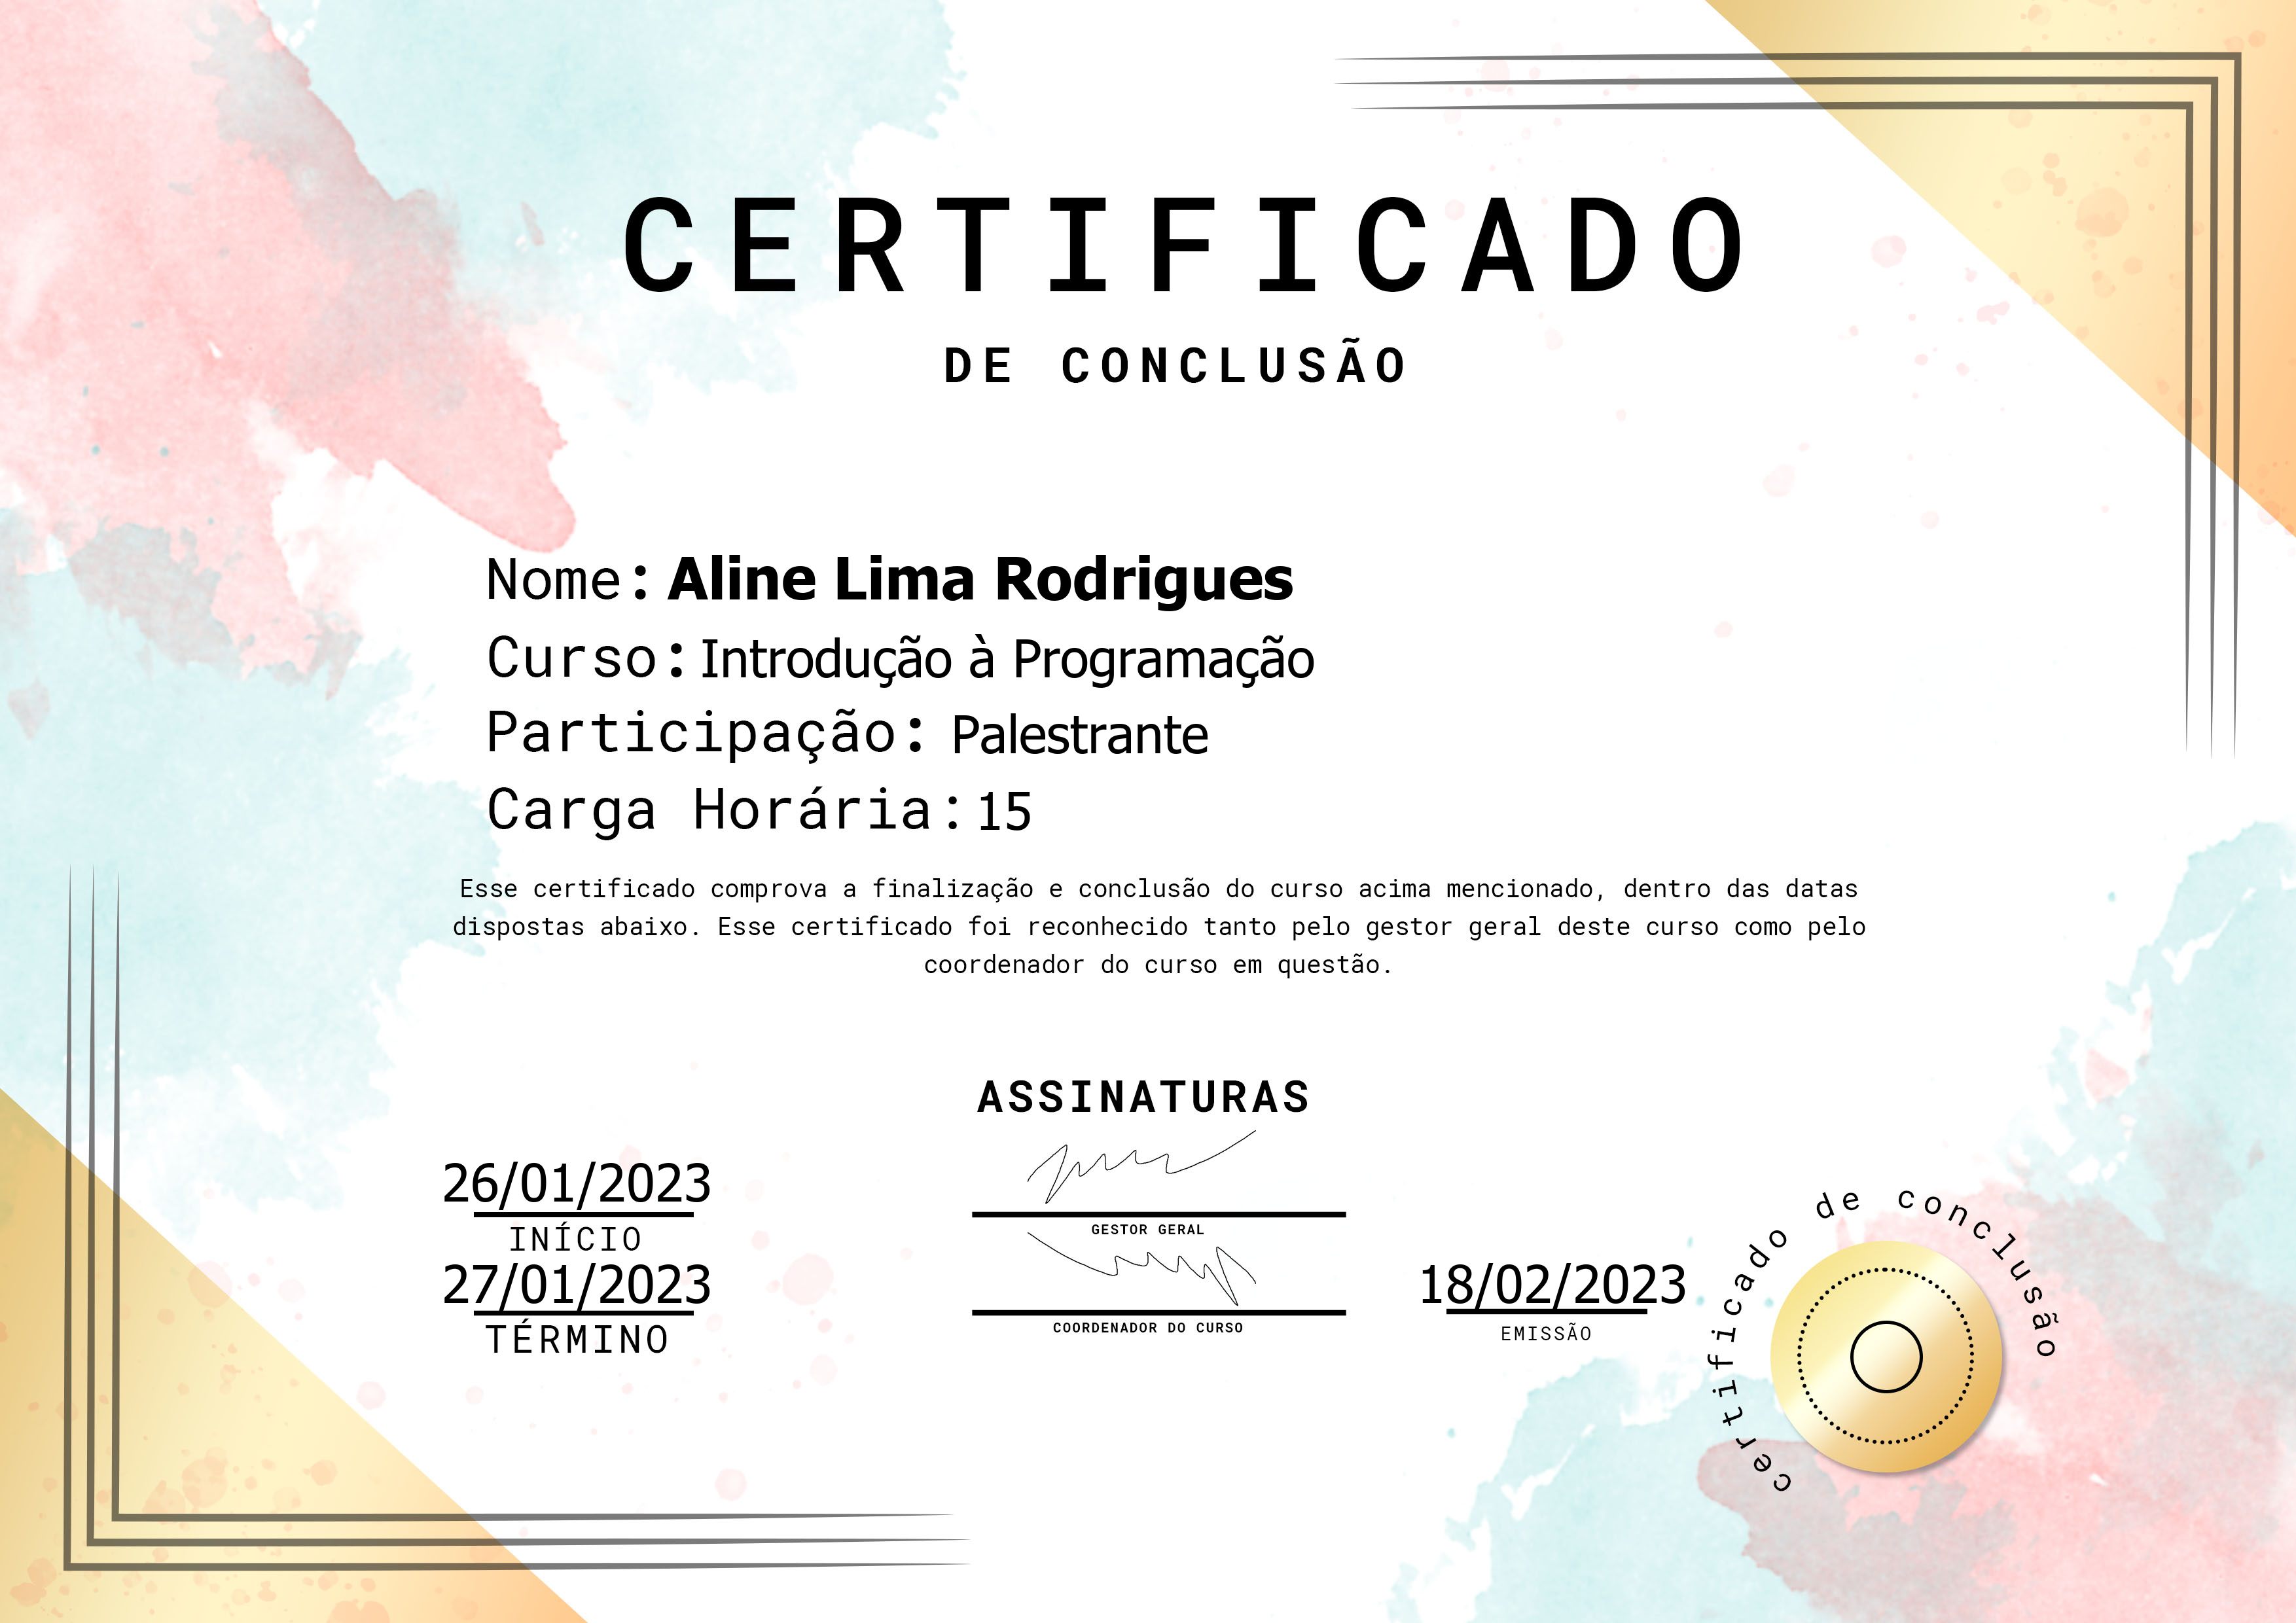 CERTIFICADO
DE CONCLUSÃO
Nome: Aline Lima Rodrigues
Curso: Introdução à Programação
Participação: Palestrante
Carga Horária: 15
Esse certificado comprova a finalização e conclusão do curso acima mencionado, dentro das datas
dispostas abaixo. Esse certificado foi reconhecido tanto pelo gestor geral deste curso como pelo
coordenador do curso em questão.
ASSINATURAS
26/01/2023
INÍCIO
GESTOR GERAL
27/01/2023
TÉRMINO
COORDENADOR DO CURSO
18/02/2023
EMISSÃO
certificado de conclusão